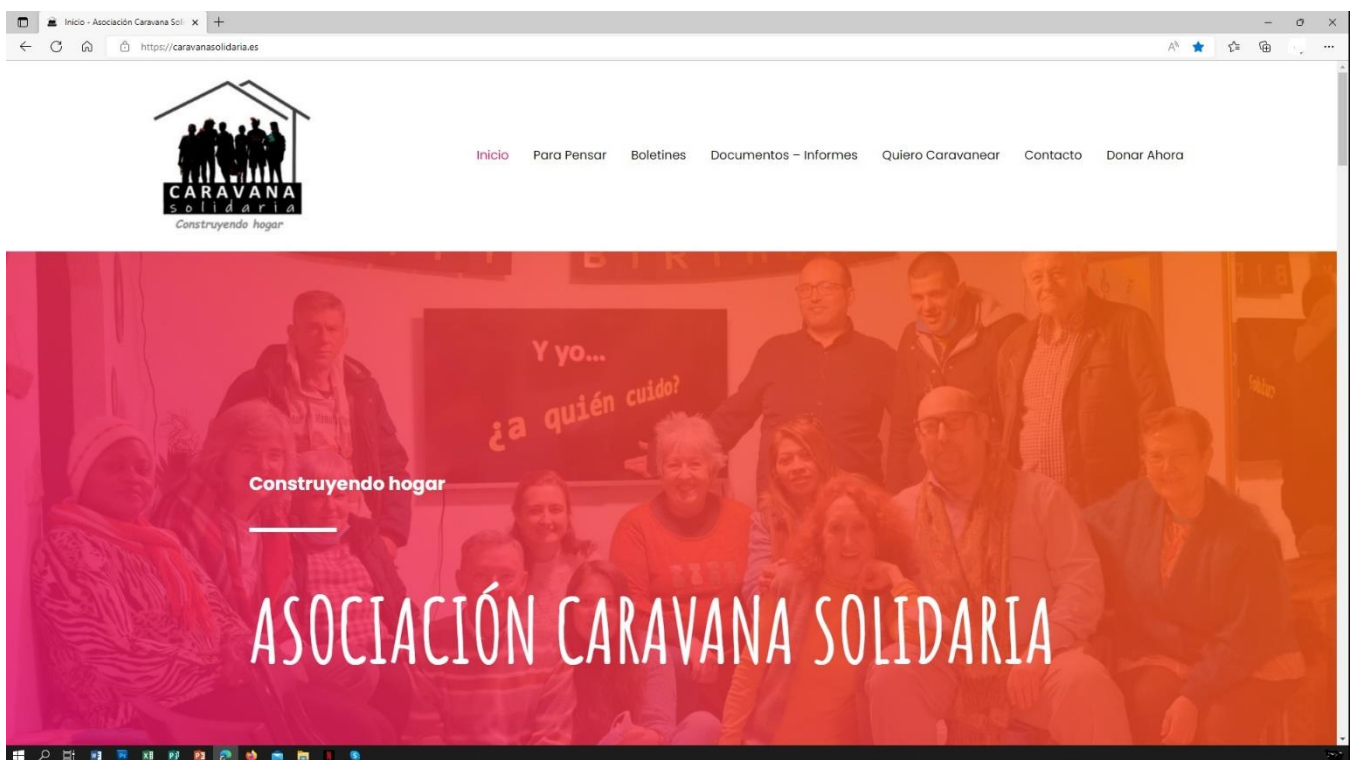 Inicio - Asociación Caravana Soli
https://caravanasolidaria.es
CARAVANA
solidaria
Construyendo hogar
Inicio Para Pensar Boletines Documentos – Informes Quiero Caravanear Contacto Donar Ahora
BIRTH
Y yo...
¿a quién cuido?
Construyendo hogar
ASOCIACIÓN CARAVANA SOLIDARIA